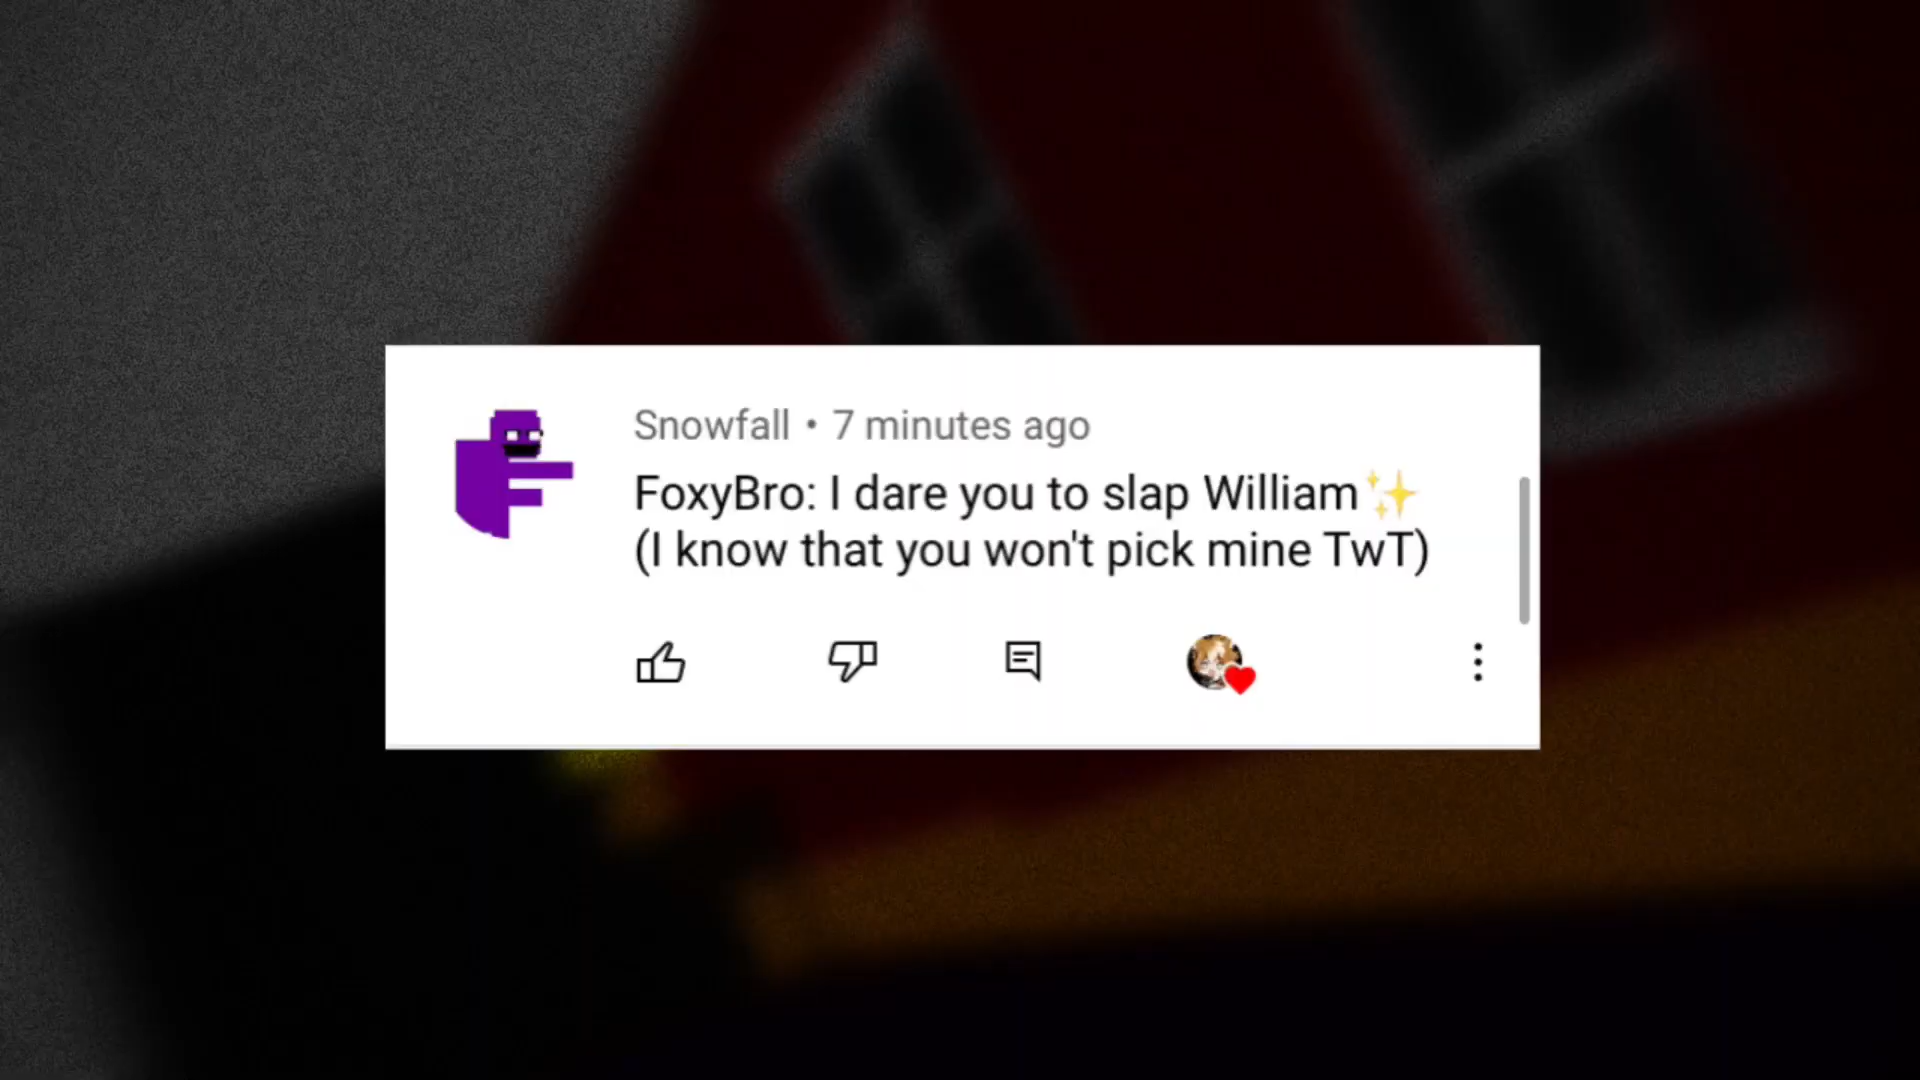 Snowfall • 7 minutes ago
FoxyBro: I dare you to slap William✨
(I know that you won't pick mine TwT)